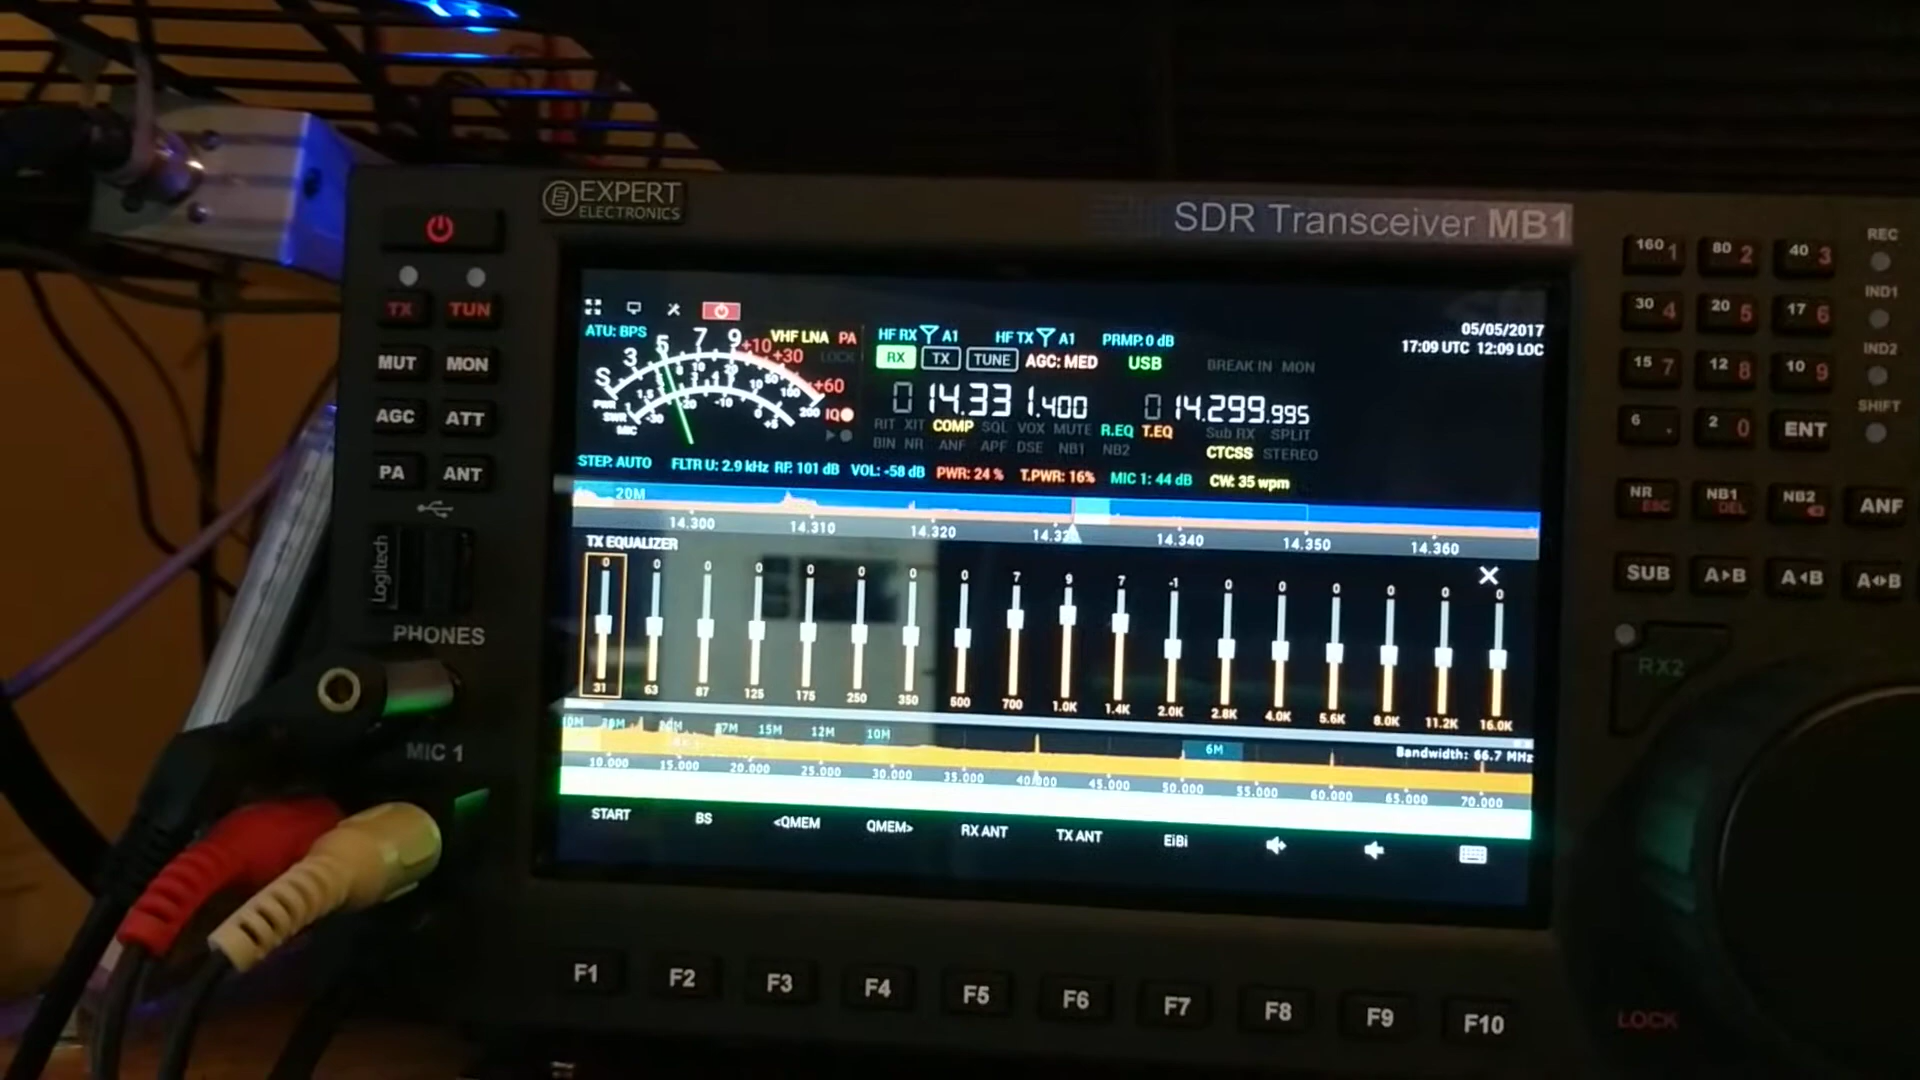 EXPERT
ELECTRONICS
SDR Transceiver MB1
TX TUN
MUT MON
AGC ATT
PA ANT
Logitech
PHONES
MIC 1
ATU: BPS
VHF LNA PA
LOCK
S 3 5 7 9 +10 +30 +60
PWR
SWR
MIC
IQ
HF RX A1 HF TX A1 PRMP: 0 dB
RX TX TUNE AGC: MED USB BREAK IN MON
05/05/2017
17:09 UTC 12:09 LOC
0 14.331.400 0 14.299.995
RIT XIT COMP SQL VOX MUTE R.EQ T.EQ Sub RX SPLIT
BIN NR ANF APF DSE NB1 NB2 CTCSS STEREO
STEP: AUTO FLTR U: 2.9 kHz RF: 101 dB VOL: -58 dB PWR: 24 % T.PWR: 16% MIC 1: 44 dB CW: 35 wpm
20M
14.300 14.310 14.320 14.340 14.350 14.360
TX EQUALIZER
0 0 0 0 0 0 0 0 7 9 7 -1 0 0 0 0 0 0
31 63 87 125 175 250 350 500 700 1.0K 1.4K 2.0K 2.8K 4.0K 5.6K 8.0K 11.2K 16.0K
15M 12M 10M 6M Bandwidth: 66.7 MHz
10.000 15.000 20.000 25.000 30.000 35.000 40.000 45.000 50.000 55.000 60.000 65.000 70.000
START BS <QMEM QMEM> RX ANT TX ANT EiBi
F1 F2 F3 F4 F5 F6 F7 F8 F9 F10
160 1 80 2 40 3
30 4 20 5 17 6
15 7 12 8 10 9
6 . 2 0 ENT
REC
IND1
IND2
SHIFT
NR ESC NB1 DEL NB2 ANF
SUB A▸B A◂B A◂▸B
RX2
LOCK